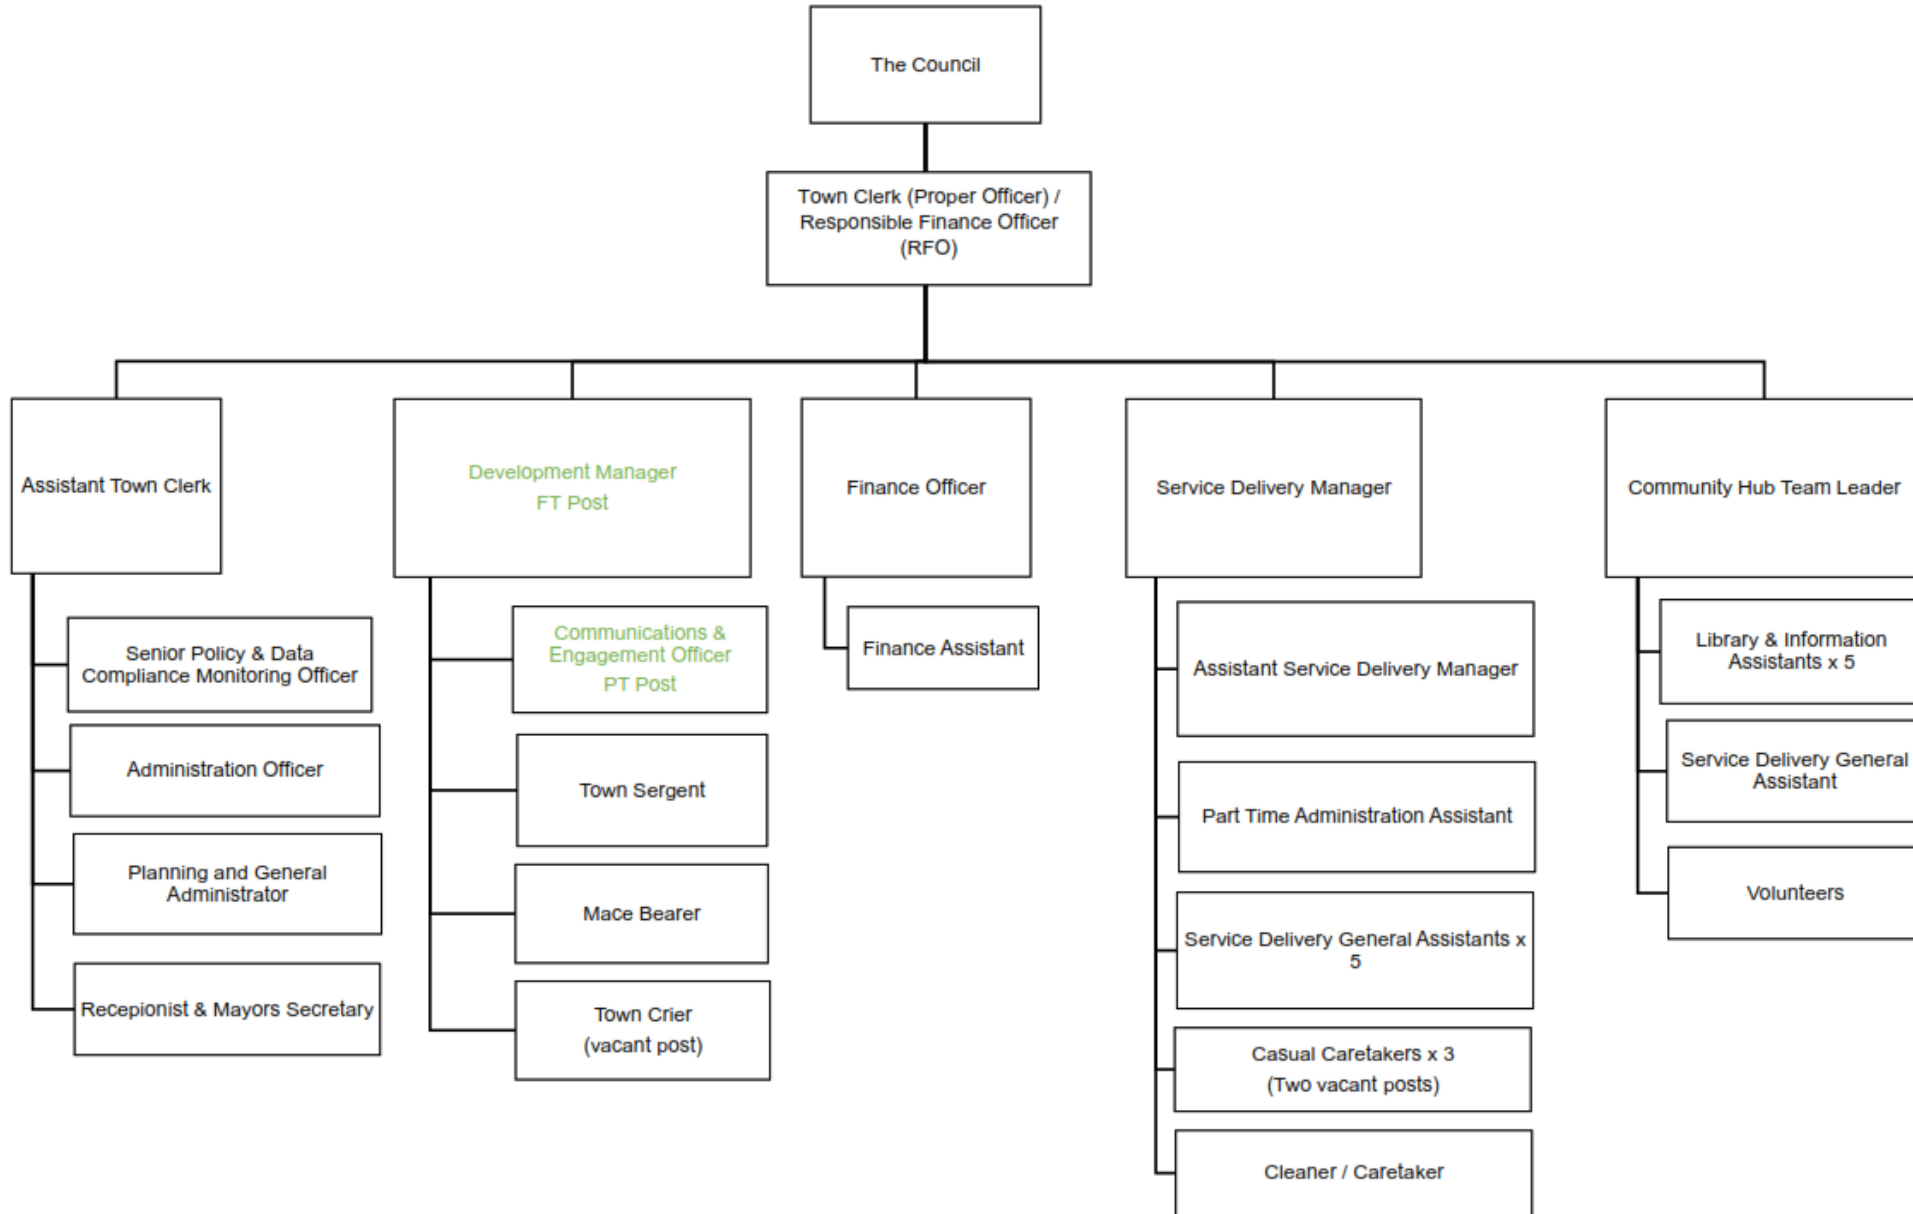 The Council
Town Clerk (Proper Officer) /
Responsible Finance Officer
(RFO)
Assistant Town Clerk
Senior Policy & Data
Compliance Monitoring Officer
Administration Officer
Planning and General
Administrator
Recepionist & Mayors Secretary
Development Manager
FT Post
Communications &
Engagement Officer
PT Post
Town Sergent
Mace Bearer
Town Crier
(vacant post)
Finance Officer
Finance Assistant
Service Delivery Manager
Assistant Service Delivery Manager
Part Time Administration Assistant
Service Delivery General Assistants x
5
Casual Caretakers x 3
(Two vacant posts)
Cleaner / Caretaker
Community Hub Team Leader
Library & Information
Assistants x 5
Service Delivery General
Assistant
Volunteers